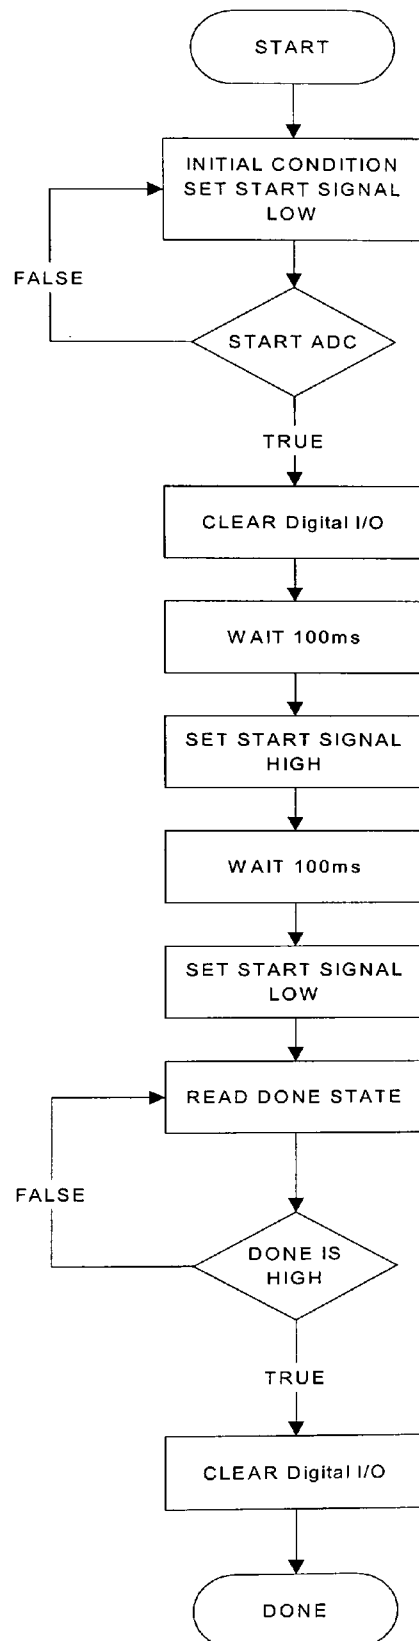 START
INITIAL CONDITION
SET START SIGNAL
LOW
FALSE
START ADC
TRUE
CLEAR Digital I/O
WAIT 100ms
SET START SIGNAL
HIGH
WAIT 100ms
SET START SIGNAL
LOW
READ DONE STATE
FALSE
DONE IS
HIGH
TRUE
CLEAR Digital I/O
DONE